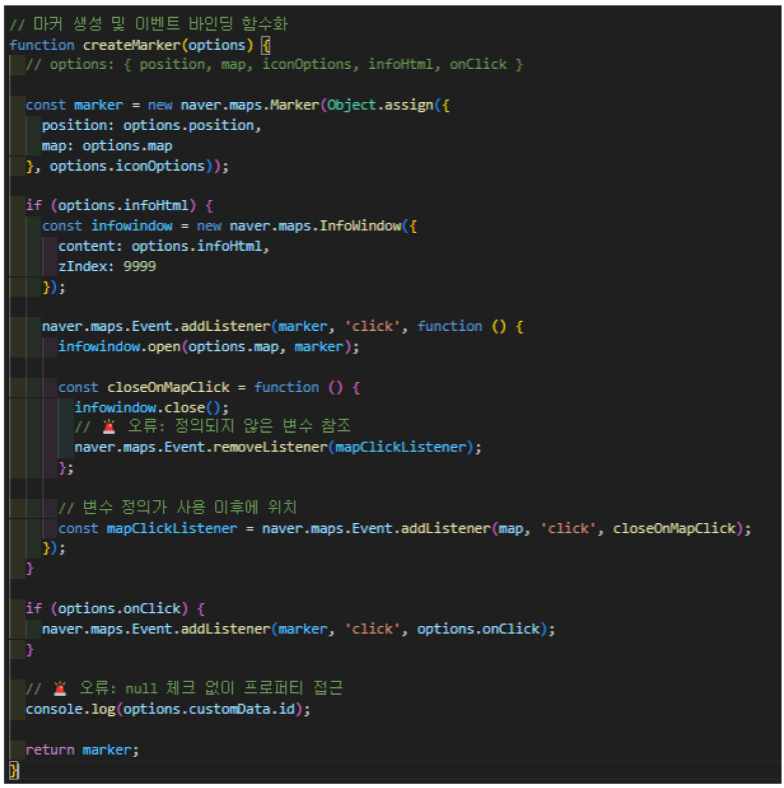 // 마커 생성 및 이벤트 바인딩 함수화
function createMarker(options) {
  // options: { position, map, iconOptions, infoHtml, onClick }

  const marker = new naver.maps.Marker(Object.assign({
    position: options.position,
    map: options.map
  }, options.iconOptions));

  if (options.infoHtml) {
    const infowindow = new naver.maps.InfoWindow({
      content: options.infoHtml,
      zIndex: 9999
    });

    naver.maps.Event.addListener(marker, 'click', function () {
      infowindow.open(options.map, marker);

      const closeOnMapClick = function () {
        infowindow.close();
        // 🚨 오류: 정의되지 않은 변수 참조
        naver.maps.Event.removeListener(mapClickListener);
      };

      // 변수 정의가 사용 이후에 위치
      const mapClickListener = naver.maps.Event.addListener(map, 'click', closeOnMapClick);
    });
  }

  if (options.onClick) {
    naver.maps.Event.addListener(marker, 'click', options.onClick);
  }

  // 🚨 오류: null 체크 없이 프로퍼티 접근
  console.log(options.customData.id);

  return marker;
}